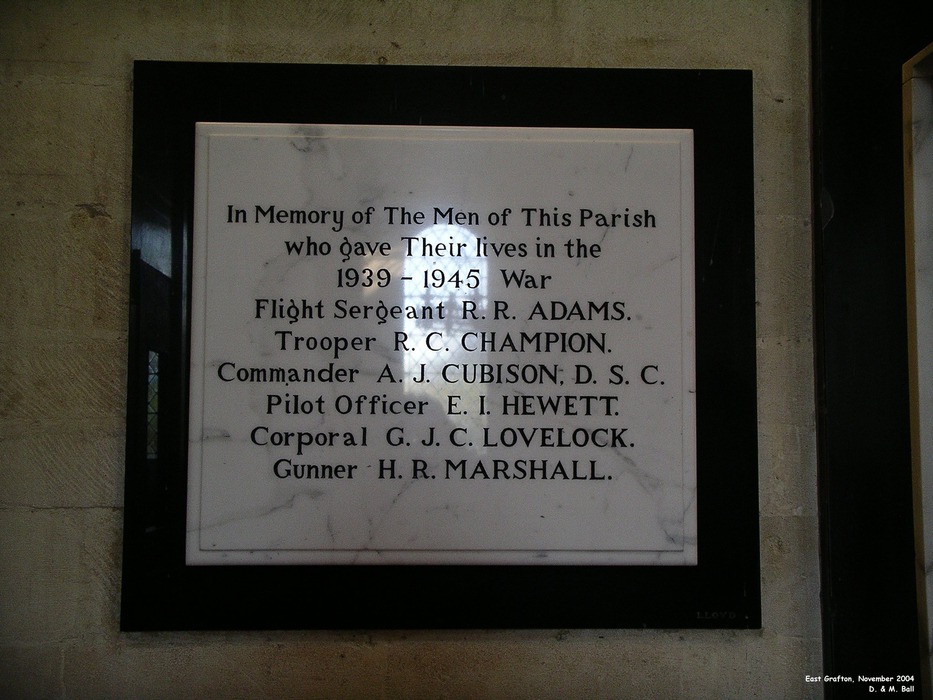 In Memory of The Men of This Parish
who gave Their lives in the
1939 - 1945 War
Flight Sergeant R. R. ADAMS.
Trooper R. C. CHAMPION.
Commander A. J. CUBISON, D. S. C.
Pilot Officer E. I. HEWETT.
Corporal G. J. C. LOVELOCK.
Gunner H. R. MARSHALL.
LLOYD
East Grafton, November 2004
D. & M. Ball